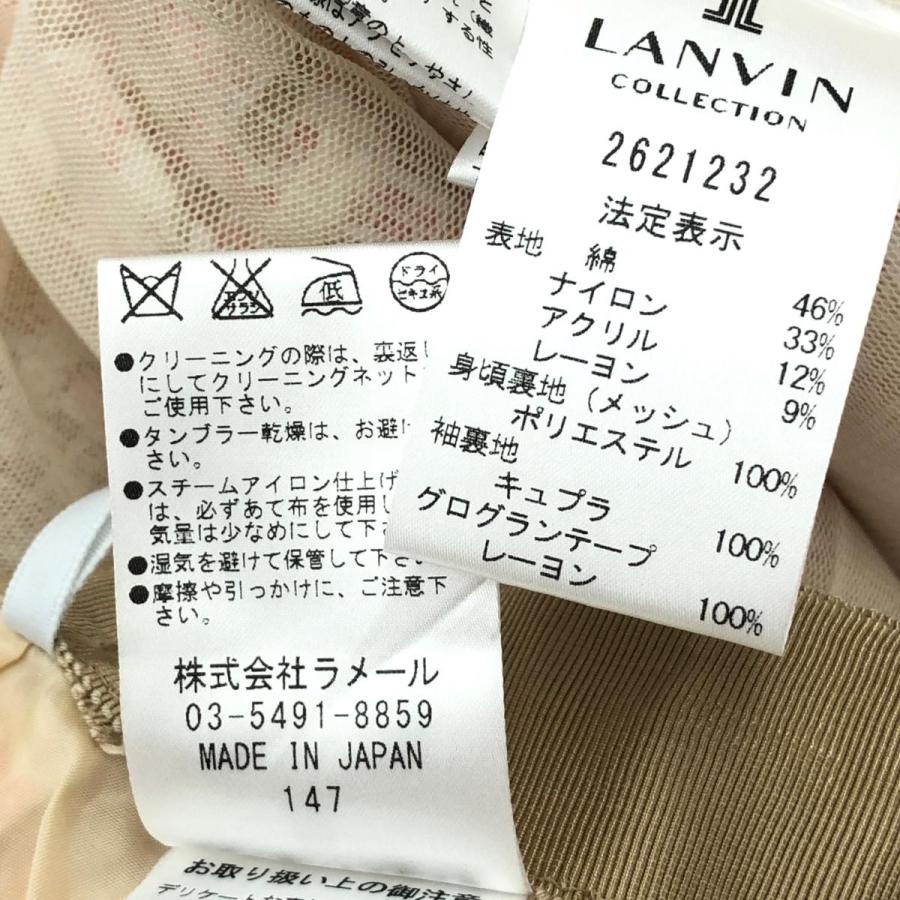 LANVIN
COLLECTION
2621232
法定表示
表地 綿 46%
ナイロン 33%
アクリル 12%
レーヨン 9%
身頃裏地(メッシュ)
ポリエステル 100%
袖裏地
キュプラ 100%
グログランテープ
レーヨン 100%
低
ドライ
セキユ系
●クリーニングの際は、裏返し
にしてクリーニングネット
ご使用下さい。
●タンブラー乾燥は、お避け
さい。
●スチームアイロン仕上げ
は、必ずあて布を使用し
気量は少なめにして下さ
●湿気を避けて保管して下さい
●摩擦や引っかけに、ご注意下
さい。
株式会社ラメール
03-5491-8859
MADE IN JAPAN
147
お取り扱い上の御注意